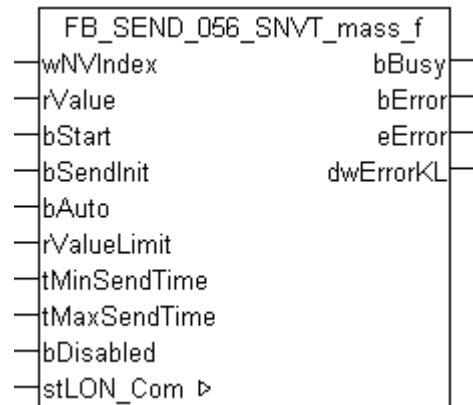 FB_SEND_056_SNVT_mass_f
wNVIndex bBusy
rValue bError
bStart eError
bSendInit dwErrorKL
bAuto
rValueLimit
tMinSendTime
tMaxSendTime
bDisabled
stLON_Com ▷